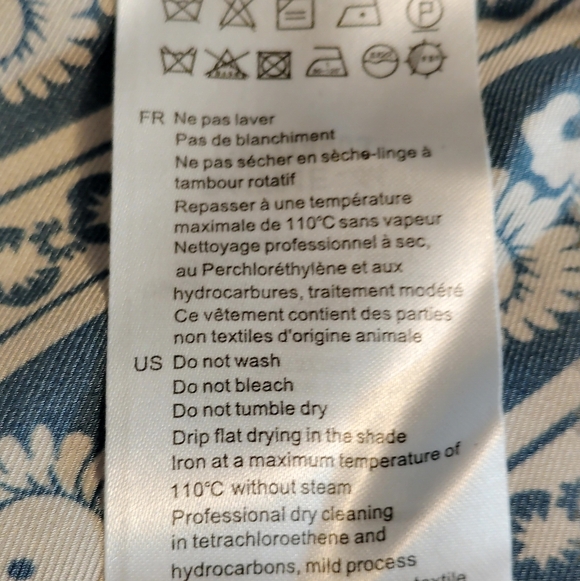 P
FR Ne pas laver
Pas de blanchiment
Ne pas sécher en sèche-linge à
tambour rotatif
Repasser à une température
maximale de 110°C sans vapeur
Nettoyage professionnel à sec,
au Perchloréthylène et aux
hydrocarbures, traitement modéré
Ce vêtement contient des parties
non textiles d'origine animale
US Do not wash
Do not bleach
Do not tumble dry
Drip flat drying in the shade
Iron at a maximum temperature of
110°C without steam
Professional dry cleaning
in tetrachloroethene and
hydrocarbons, mild process
textile